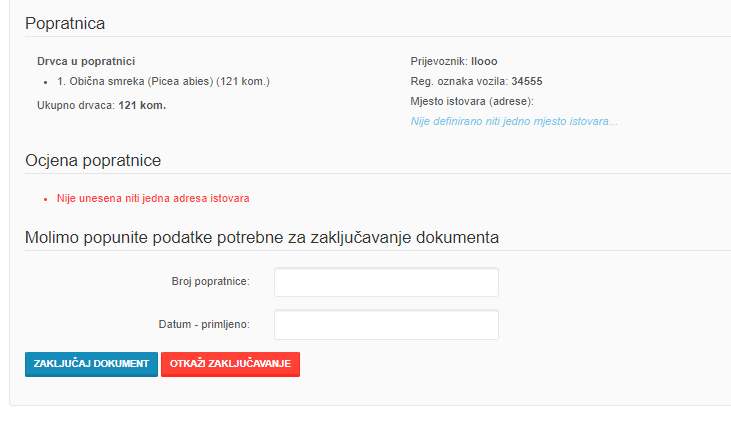 Popratnica
Drvca u popratnici
1. Obična smreka (Picea abies) (121 kom.)
Ukupno drvaca: 121 kom.
Prijevoznik: llooo
Reg. oznaka vozila: 34555
Mjesto istovara (adrese):
Nije definirano niti jedno mjesto istovara...
Ocjena popratnice
Nije unesena niti jedna adresa istovara
Molimo popunite podatke potrebne za zaključavanje dokumenta
Broj popratnice:
Datum - primljeno:
ZAKLJUČAJ DOKUMENT OTKAŽI ZAKLJUČAVANJE